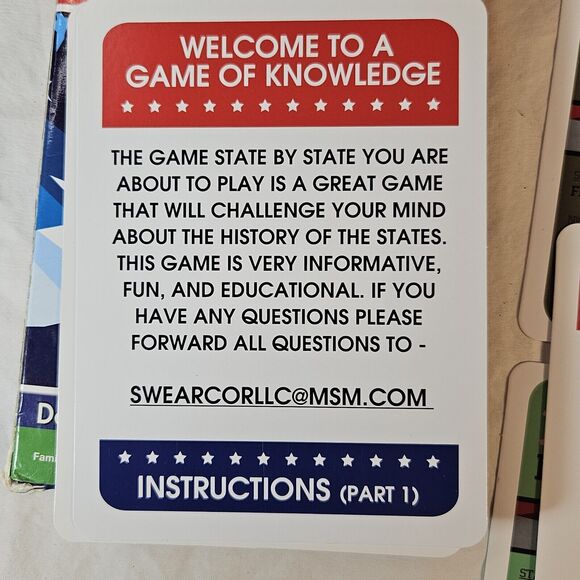 WELCOME TO A
GAME OF KNOWLEDGE
THE GAME STATE BY STATE YOU ARE
ABOUT TO PLAY IS A GREAT GAME
THAT WILL CHALLENGE YOUR MIND
ABOUT THE HISTORY OF THE STATES.
THIS GAME IS VERY INFORMATIVE,
FUN, AND EDUCATIONAL. IF YOU
HAVE ANY QUESTIONS PLEASE
FORWARD ALL QUESTIONS TO -
SWEARCORLLC@MSM.COM
INSTRUCTIONS (PART 1)